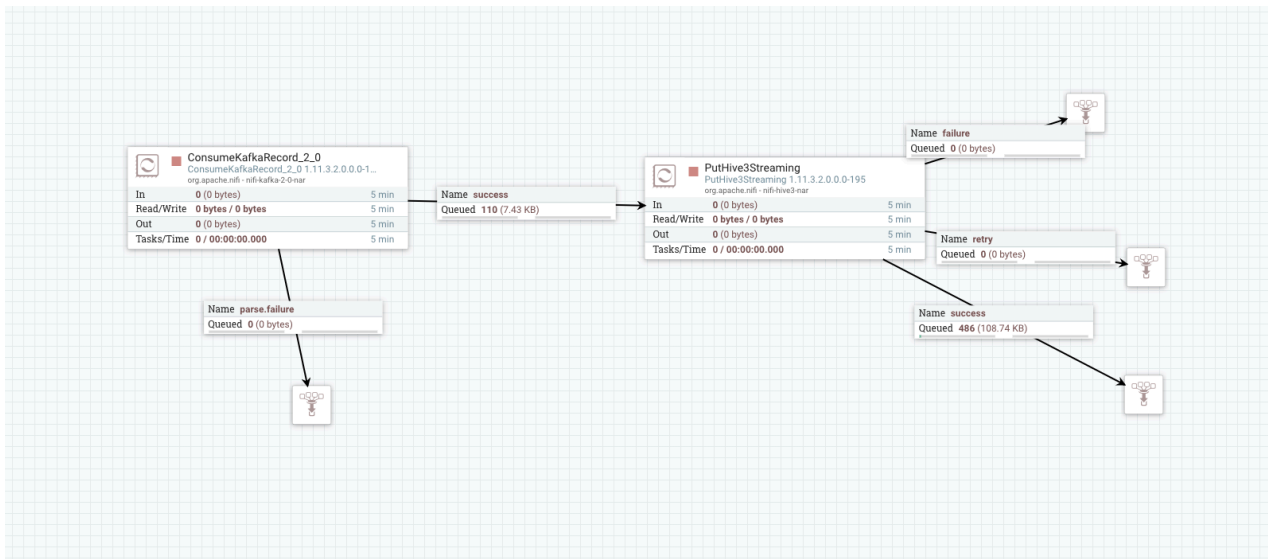 ConsumeKafkaRecord_2_0
ConsumeKafkaRecord_2_0 1.11.3.2.0.0.0-1...
org.apache.nifi - nifi-kafka-2-0-nar
In 0 (0 bytes) 5 min
Read/Write 0 bytes / 0 bytes 5 min
Out 0 (0 bytes) 5 min
Tasks/Time 0 / 00:00:00.000 5 min
Name success
Queued 110 (7.43 KB)
Name parse.failure
Queued 0 (0 bytes)
PutHive3Streaming
PutHive3Streaming 1.11.3.2.0.0.0-195
org.apache.nifi - nifi-hive3-nar
In 0 (0 bytes) 5 min
Read/Write 0 bytes / 0 bytes 5 min
Out 0 (0 bytes) 5 min
Tasks/Time 0 / 00:00:00.000 5 min
Name failure
Queued 0 (0 bytes)
Name retry
Queued 0 (0 bytes)
Name success
Queued 486 (108.74 KB)